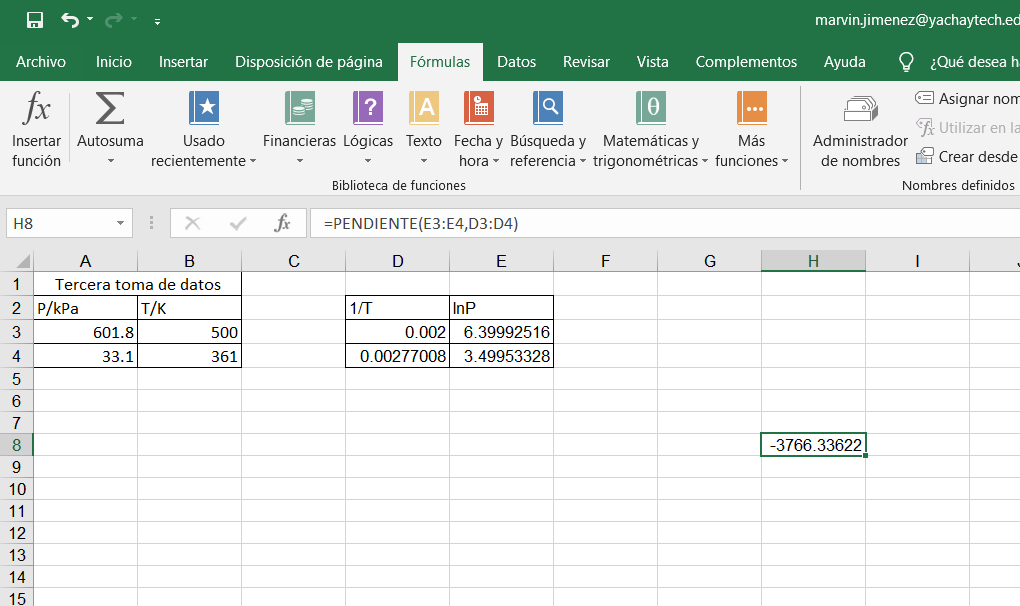 marvin.jimenez@yachaytech.ed
Archivo Inicio Insertar Disposición de página Fórmulas Datos Revisar Vista Complementos Ayuda ¿Qué desea ha
fx Σ ? A θ
Insertar función
Autosuma
Usado recientemente
Financieras
Lógicas
Texto
Fecha y hora
Búsqueda y referencia
Matemáticas y trigonométricas
Más funciones
Administrador de nombres
Asignar nom
Utilizar en la
Crear desde
Biblioteca de funciones
Nombres definidos
H8 fx =PENDIENTE(E3:E4,D3:D4)
A B C D E F G H I J
1 Tercera toma de datos
2 P/kPa T/K 1/T lnP
3 601.8 500 0.002 6.39992516
4 33.1 361 0.00277008 3.49953328
5
6
7
8 -3766.33622
9
10
11
12
13
14
15